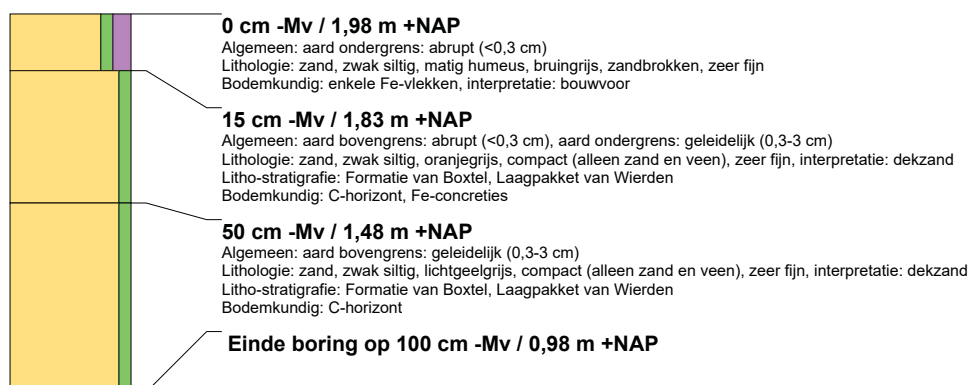 0 cm -Mv / 1,98 m +NAP
Algemeen: aard ondergrens: abrupt (<0,3 cm)
Lithologie: zand, zwak siltig, matig humeus, bruingrijs, zandbrokken, zeer fijn
Bodemkundig: enkele Fe-vlekken, interpretatie: bouwvoor
15 cm -Mv / 1,83 m +NAP
Algemeen: aard bovengrens: abrupt (<0,3 cm), aard ondergrens: geleidelijk (0,3-3 cm)
Lithologie: zand, zwak siltig, oranjegrijs, compact (alleen zand en veen), zeer fijn, interpretatie: dekzand
Litho-stratigrafie: Formatie van Boxtel, Laagpakket van Wierden
Bodemkundig: C-horizont, Fe-concreties
50 cm -Mv / 1,48 m +NAP
Algemeen: aard bovengrens: geleidelijk (0,3-3 cm)
Lithologie: zand, zwak siltig, lichtgeelgrijs, compact (alleen zand en veen), zeer fijn, interpretatie: dekzand
Litho-stratigrafie: Formatie van Boxtel, Laagpakket van Wierden
Bodemkundig: C-horizont
Einde boring op 100 cm -Mv / 0,98 m +NAP